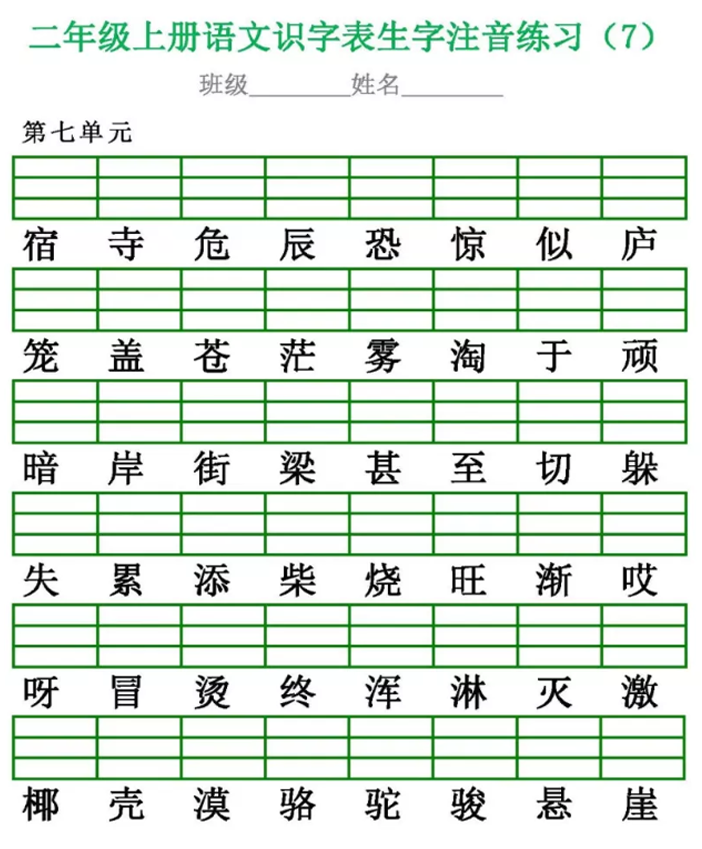 二年级上册语文识字表生字注音练习（7）
班级________姓名________
第七单元
宿 寺 危 辰 恐 惊 似 庐
笼 盖 苍 茫 雾 淘 于 顽
暗 岸 街 梁 甚 至 切 躲
失 累 添 柴 烧 旺 渐 哎
呀 冒 烫 终 浑 淋 灭 激
椰 壳 漠 骆 驼 骏 悬 崖